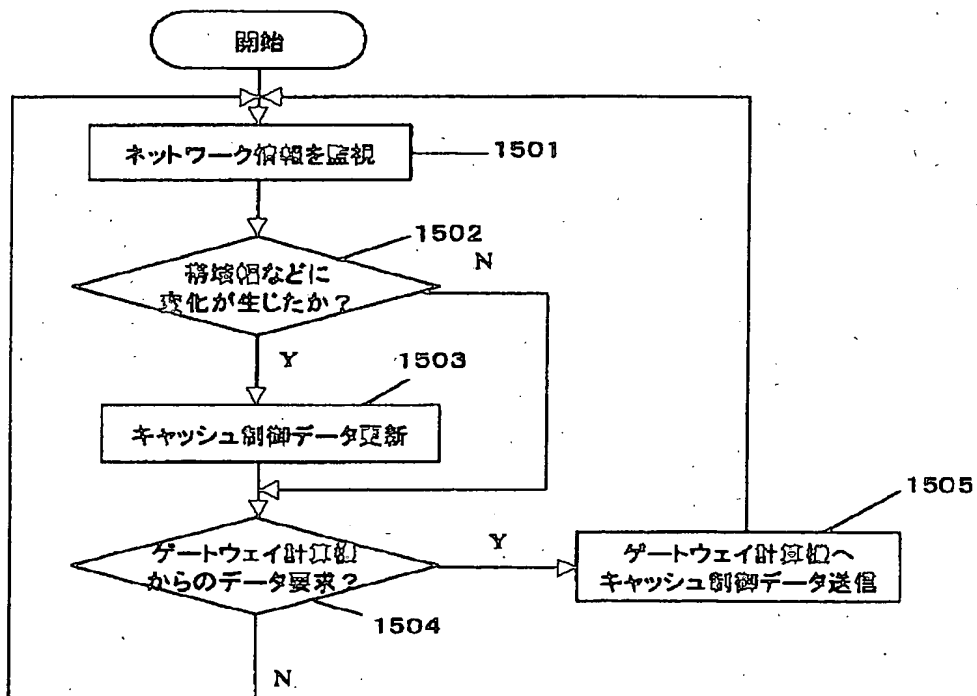 開始
ネットワーク情報を監視
1501
1502
帯域幅などに
変化が生じたか？
N
Y
1503
キャッシュ制御データ更新
1505
ゲートウェイ計算機
からのデータ要求？
Y
ゲートウェイ計算機へ
キャッシュ制御データ送信
1504
N